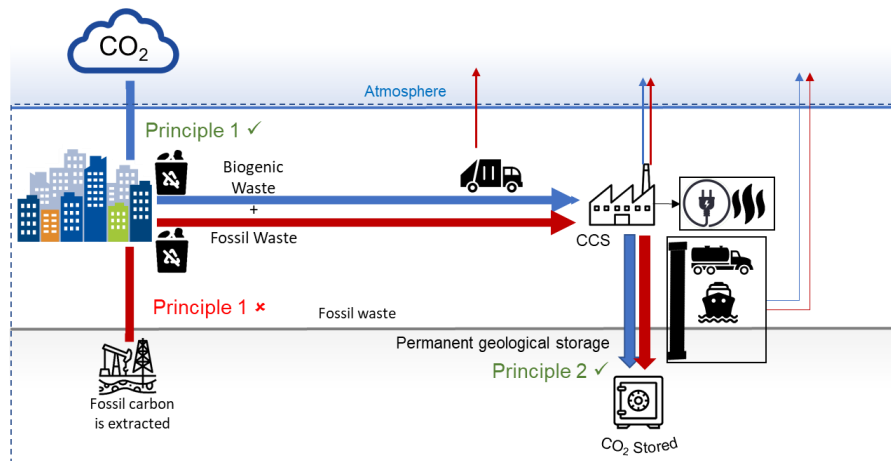 CO₂
Atmosphere
Principle 1 ✓
Biogenic
Waste
+
Fossil Waste
CCS
Principle 1 ✘
Fossil waste
Permanent geological storage
Principle 2 ✓
Fossil carbon
is extracted
CO₂ Stored